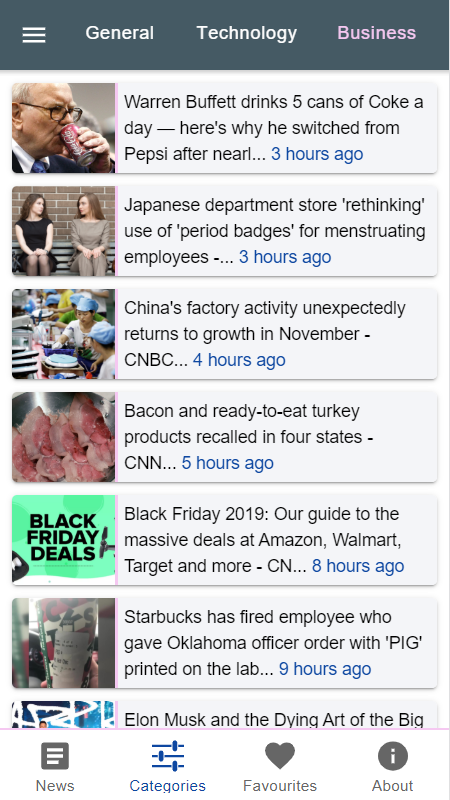 General Technology Business
Warren Buffett drinks 5 cans of Coke a
day — here's why he switched from
Pepsi after nearl... 3 hours ago
Japanese department store 'rethinking'
use of 'period badges' for menstruating
employees -... 3 hours ago
China's factory activity unexpectedly
returns to growth in November -
CNBC... 4 hours ago
Bacon and ready-to-eat turkey
products recalled in four states -
CNN... 5 hours ago
BLACK
FRIDAY
DEALS
Black Friday 2019: Our guide to the
massive deals at Amazon, Walmart,
Target and more - CN... 8 hours ago
Starbucks has fired employee who
gave Oklahoma officer order with 'PIG'
printed on the lab... 9 hours ago
Elon Musk and the Dying Art of the Big
News Categories Favourites About